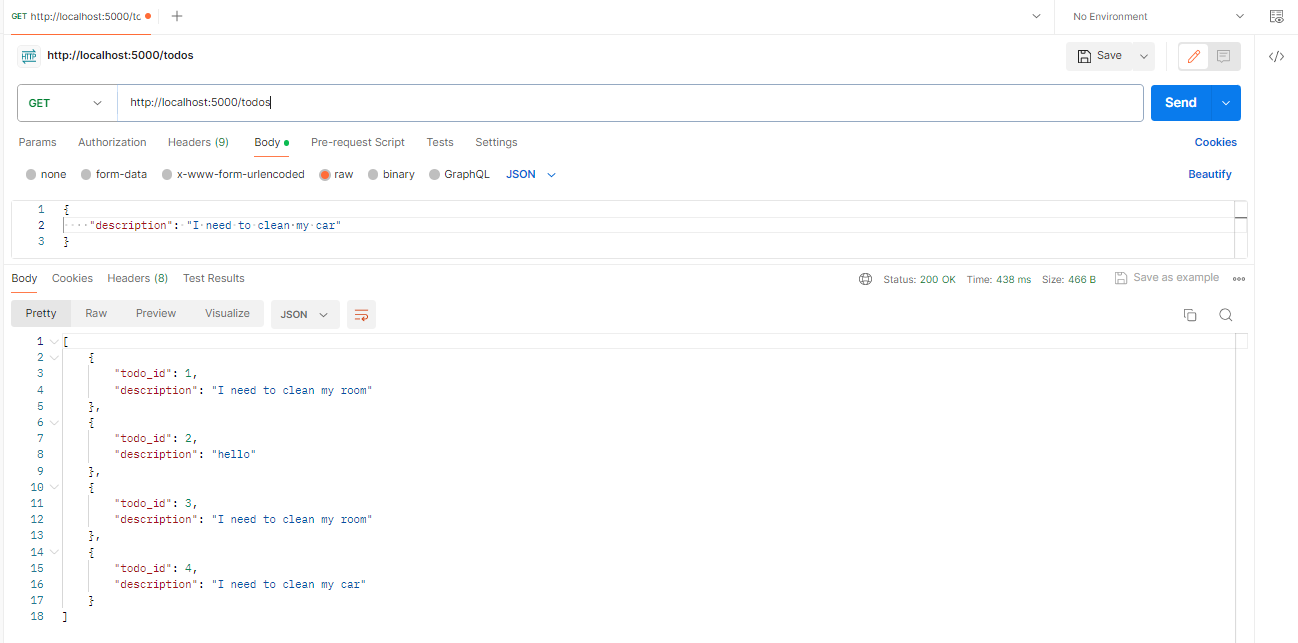 GET http://localhost:5000/tc
No Environment
HTTP http://localhost:5000/todos
Save
GET http://localhost:5000/todos
Send
Params Authorization Headers (9) Body Pre-request Script Tests Settings Cookies
none form-data x-www-form-urlencoded raw binary GraphQL JSON Beautify
1 {
2 ····"description":·"I·need·to·clean·my·car"
3 }
Body Cookies Headers (8) Test Results Status: 200 OK Time: 438 ms Size: 466 B Save as example
Pretty Raw Preview Visualize JSON
1 [
2 {
3 "todo_id": 1,
4 "description": "I need to clean my room"
5 },
6 {
7 "todo_id": 2,
8 "description": "hello"
9 },
10 {
11 "todo_id": 3,
12 "description": "I need to clean my room"
13 },
14 {
15 "todo_id": 4,
16 "description": "I need to clean my car"
17 }
18 ]